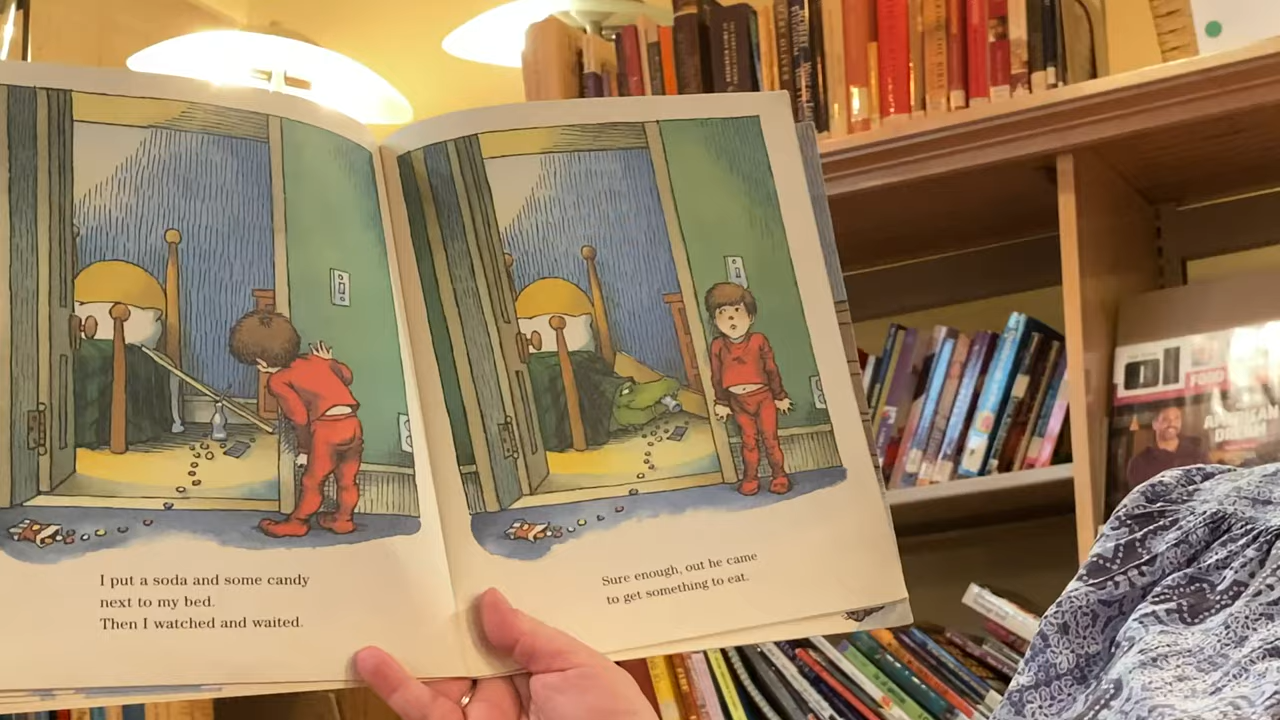 I put a soda and some candy
next to my bed.
Then I watched and waited.
Sure enough, out he came
to get something to eat.